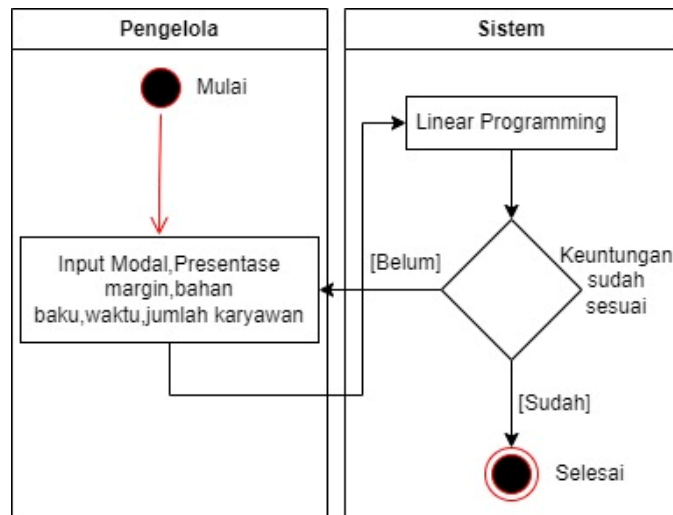 Pengelola
Sistem
Mulai
Linear Programming
Input Modal,Presentase
margin,bahan
baku,waktu,jumlah karyawan
[Belum]
Keuntungan
sudah
sesuai
[Sudah]
Selesai